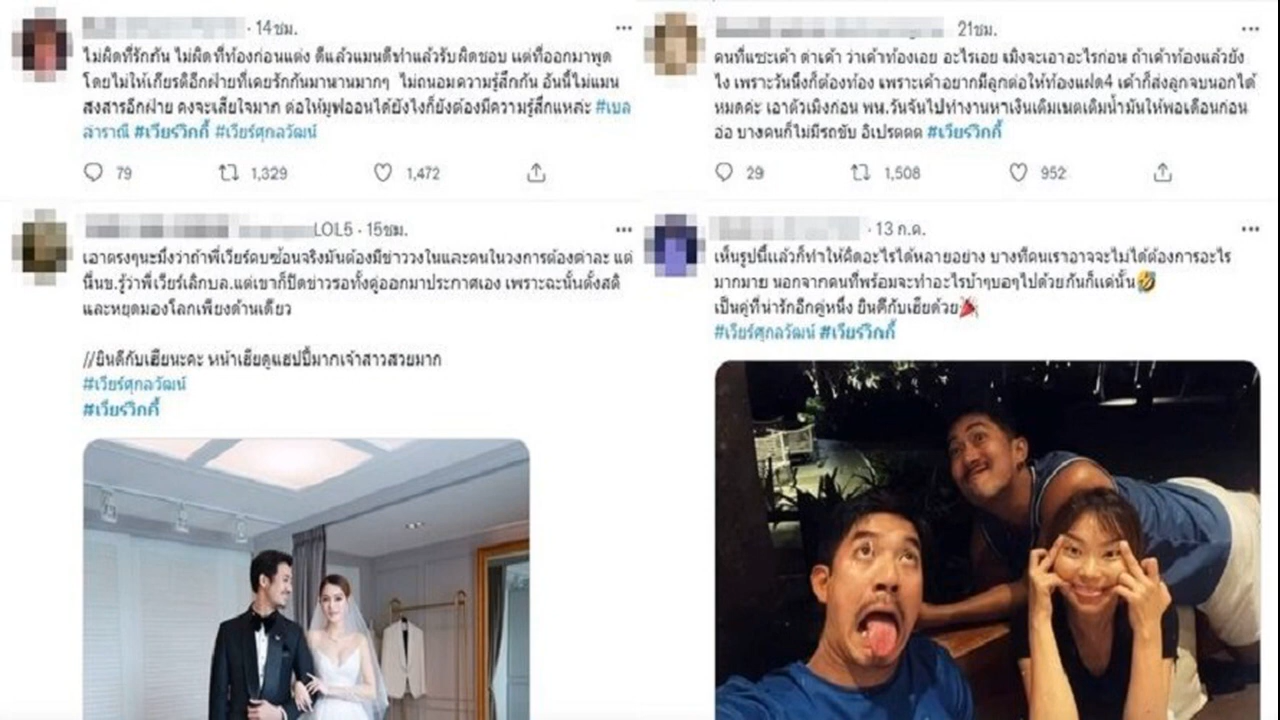 · 14ชม.
ไม่ผิดที่รักกัน ไม่ผิดที่ท้องก่อนแต่ง ดีแล้วแมนดีทำแล้วรับผิดชอบ แต่ที่ออกมาพูด
โดยไม่ให้เกียรติอีกฝ่ายที่เคยรักกันมานานมากๆ ไม่ถนอมความรู้สึกกัน อันนี้ไม่แมน
สงสารอีกฝ่าย คงจะเสียใจมาก ต่อให้มูฟออนได้ยังไงก็ยังต้องมีความรู้สึกแหล่ะ #เบล
ล่าราณี #เวียร์วิกกี้ #เวียร์ศุกลวัฒน์
79 1,329 1,472
21ชม.
คนที่แซะเค้า ด่าเค้า ว่าเค้าท้องเอย อะไรเอย เมิงจะเอาอะไรก่อน ถ้าเค้าท้องแล้วยัง
ไง เพราะวันนึงก็ต้องท้อง เพราะเค้าอยากมีลูกต่อให้ท้องแฝด4 เค้าก็ส่งลูกจบนอกได้
หมดค่ะ เอาตัวเมิงก่อน พน.วันจันไปทำงานหาเงินเติมเนตเติมน้ำมันให้พอเดือนก่อน
อ่อ บางคนก็ไม่มีรถขับ อิเปรตตต #เวียร์วิกกี้
29 1,508 952
LOL5 · 15ชม.
เอาตรงๆนะมึงว่าถ้าพี่เวียร์คบซ้อนจริงมันต้องมีข่าววงในและคนในวงการต้องด่าละ แต่
นี่นข.รู้ว่าพี่เวียร์เลิกบล.แต่เขาก็ปิดข่าวรอทั้งคู่ออกมาประกาศเอง เพราะฉะนั้นตั้งสติ
และหยุดมองโลกเพียงด้านเดียว
//ยินดีกับเฮียนะคะ หน้าเฮียดูแฮปปี้มากเจ้าสาวสวยมาก
#เวียร์ศุกลวัฒน์
#เวียร์วิกกี้
· 13 ก.ค.
เห็นรูปนี้แล้วก็ทำให้คิดอะไรได้หลายอย่าง บางทีคนเราอาจจะไม่ได้ต้องการอะไร
มากมาย นอกจากคนที่พร้อมจะทำอะไรบ้าๆบอๆไปด้วยกันก็แค่นั้น🤣
เป็นคู่ที่น่ารักอีกคู่หนึ่ง ยินดีกับเฮียด้วย🎉
#เวียร์ศุกลวัฒน์ #เวียร์วิกกี้